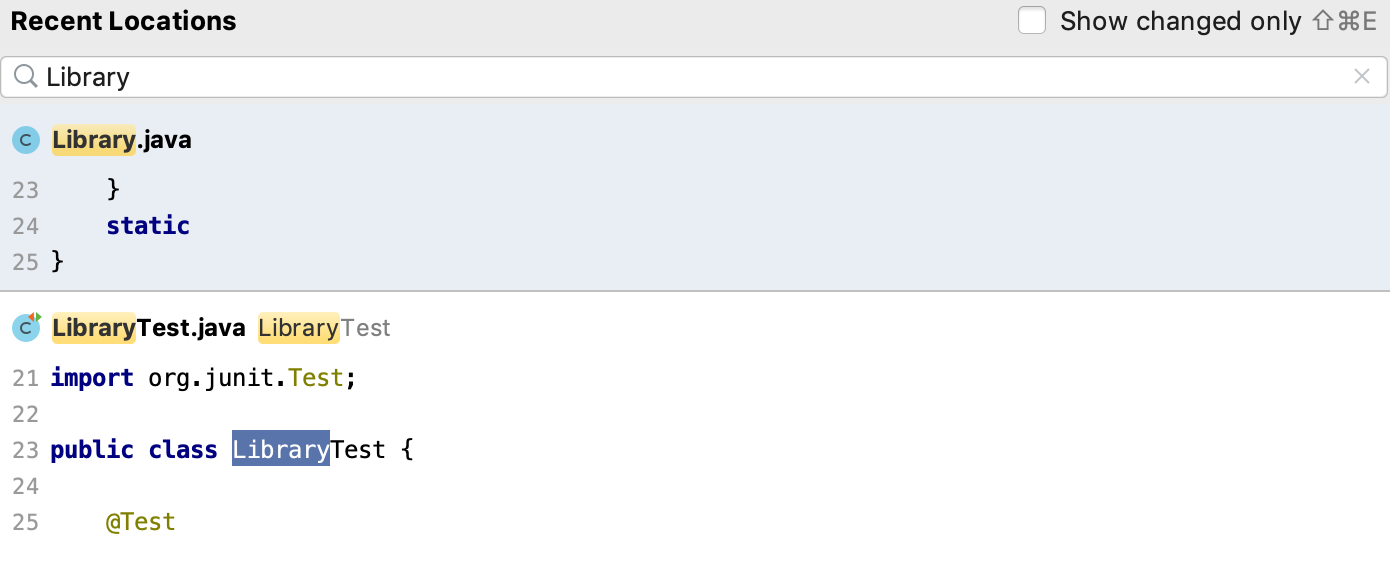 Recent Locations Show changed only ⇧⌘E
Library
C Library.java
23 }
24 static
25 }
C LibraryTest.java LibraryTest
21 import org.junit.Test;
22
23 public class LibraryTest {
24
25 @Test